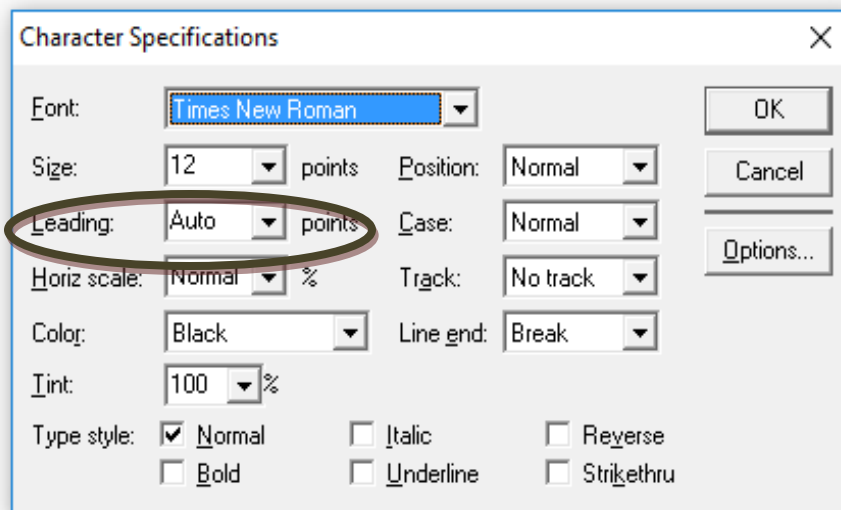 Character Specifications
Font: Times New Roman OK
Size: 12 points Position: Normal Cancel
Leading: Auto points Case: Normal
Options...
Horiz scale: Normal % Track: No track
Color: Black Line end: Break
Tint: 100 %
Type style: Normal Italic Reverse
Bold Underline Strikethru